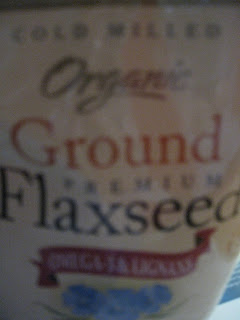 COLD MILLED
Organic
Ground
PREMIUM
Flaxseed
OMEGA-3 & LIGNANS